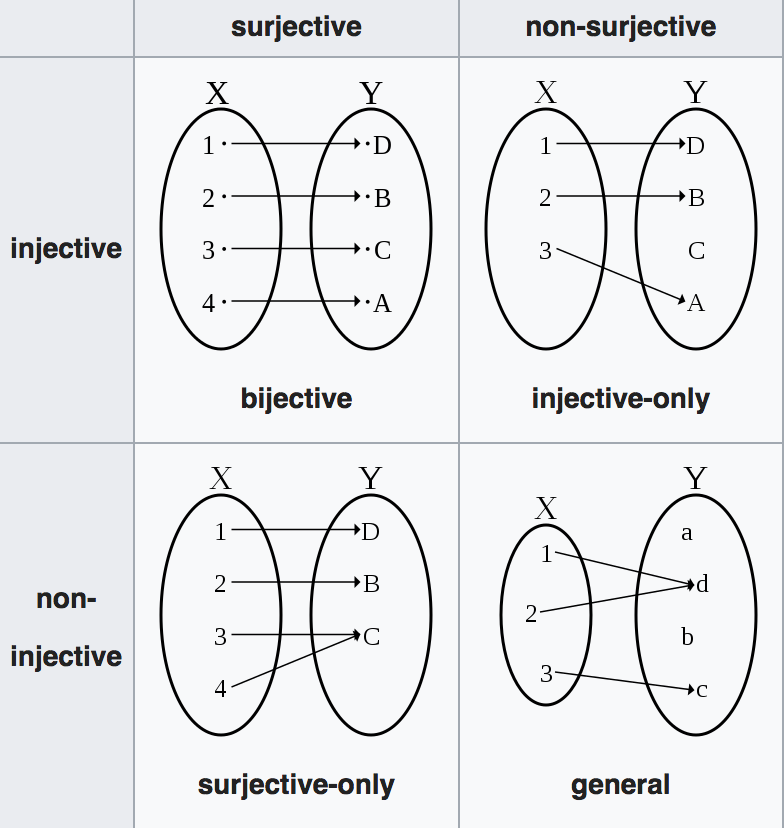 surjective non-surjective
X Y X Y
injective
1 · · D 1 D
2 · · B 2 B
3 · · C 3 C
4 · · A A
bijective injective-only
X Y X Y
non-
injective
1 D 1 a
2 B 2 d
3 C b
4 3 c
surjective-only general